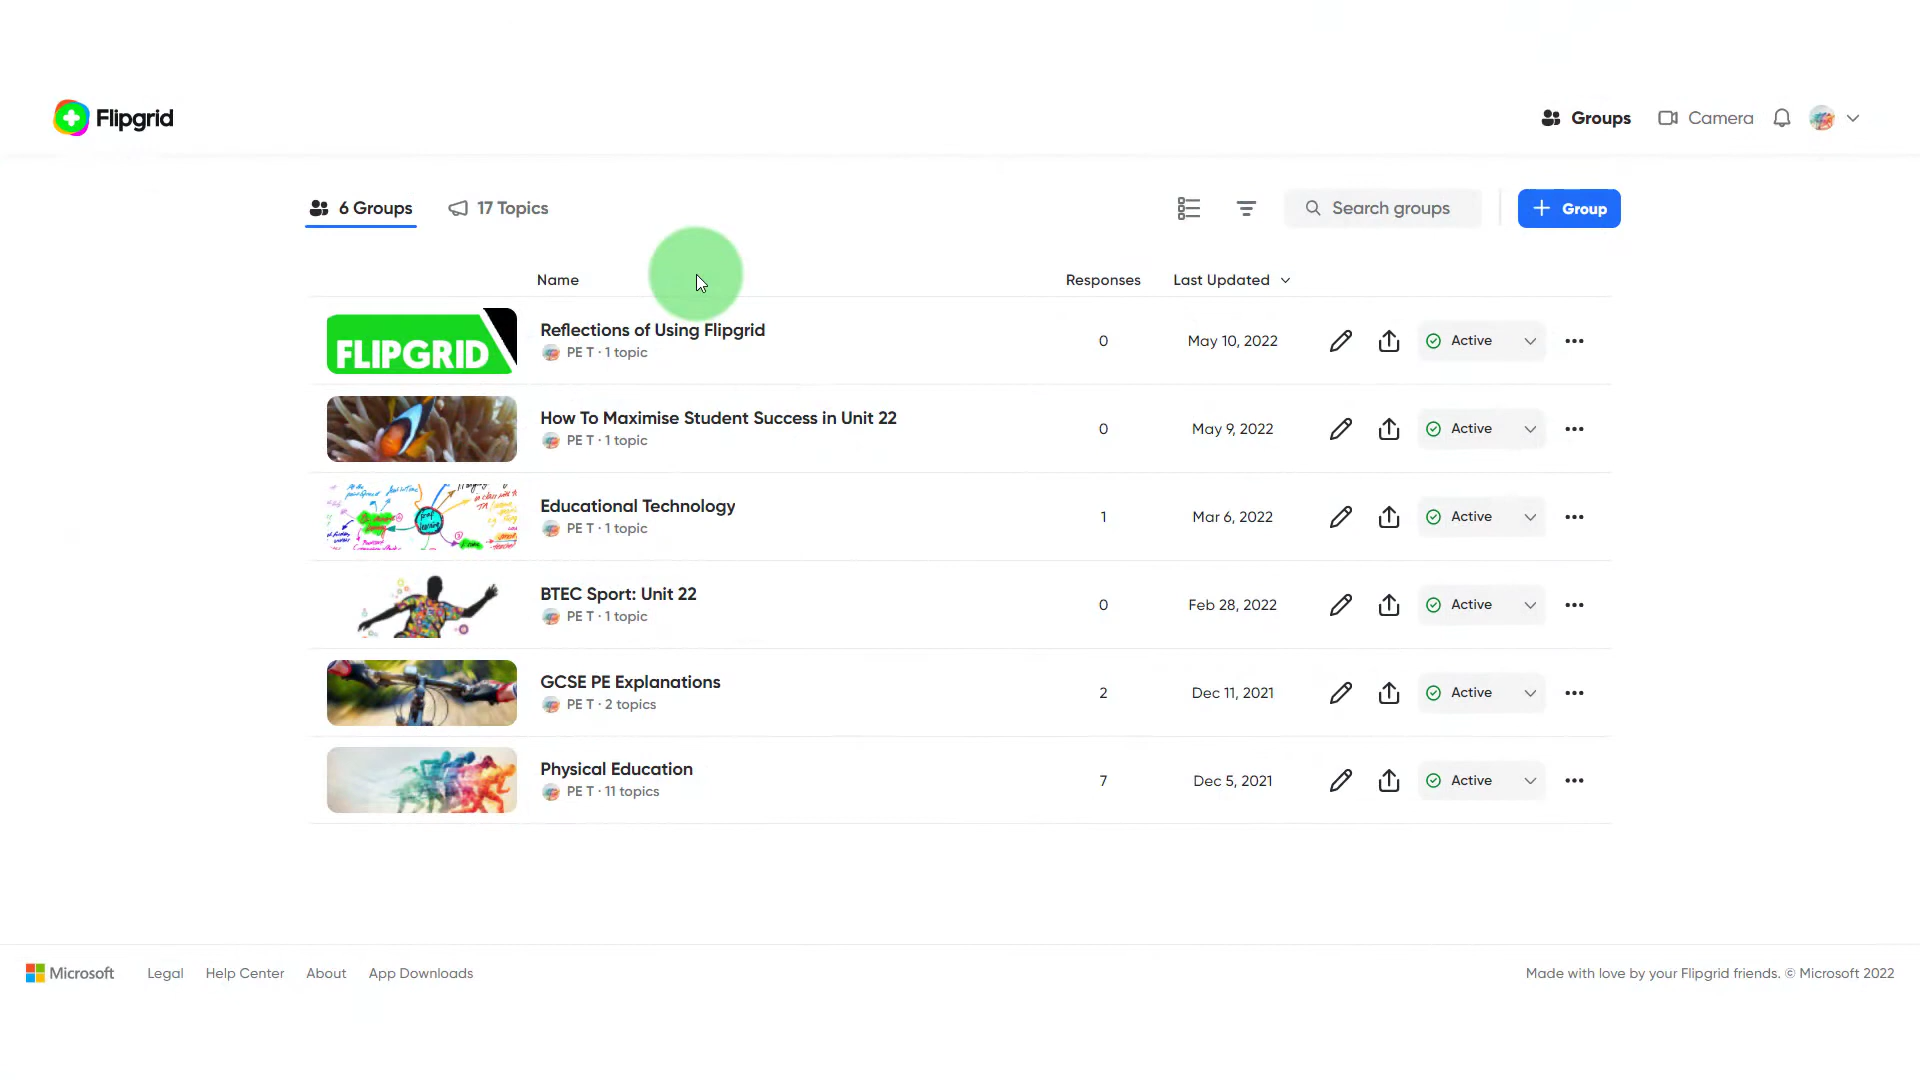 Flipgrid
Groups
Camera
6 Groups
17 Topics
Search groups
Group
Name
Responses
Last Updated
FLIPGRID
Reflections of Using Flipgrid
PE T · 1 topic
0
May 10, 2022
Active
How To Maximise Student Success in Unit 22
PE T · 1 topic
0
May 9, 2022
Active
Educational Technology
PE T · 1 topic
1
Mar 6, 2022
Active
BTEC Sport: Unit 22
PE T · 1 topic
0
Feb 28, 2022
Active
GCSE PE Explanations
PE T · 2 topics
2
Dec 11, 2021
Active
Physical Education
PE T · 11 topics
7
Dec 5, 2021
Active
Microsoft
Legal
Help Center
About
App Downloads
Made with love by your Flipgrid friends. © Microsoft 2022